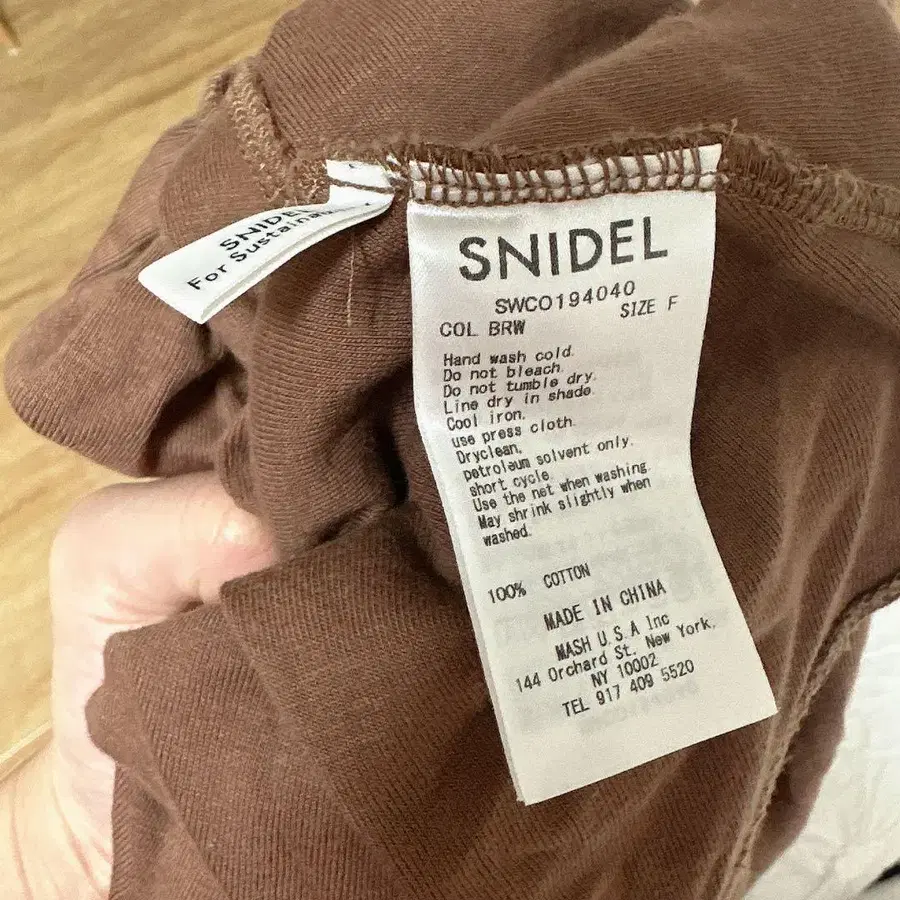 SNIDEL
For Sustaina
SNIDEL
SWCO194040
COL BRW SIZE F
Hand wash cold.
Do not bleach.
Do not tumble dry.
Line dry in shade.
Cool iron.
use press cloth.
Dryclean,
petroleum solvent only.
short cycle
Use the net when washing.
May shrink slightly when
washed.
100% COTTON
MADE IN CHINA
MASH U.S.A Inc
144 Orchard St. New York,
NY 10002
TEL 917 409 5520